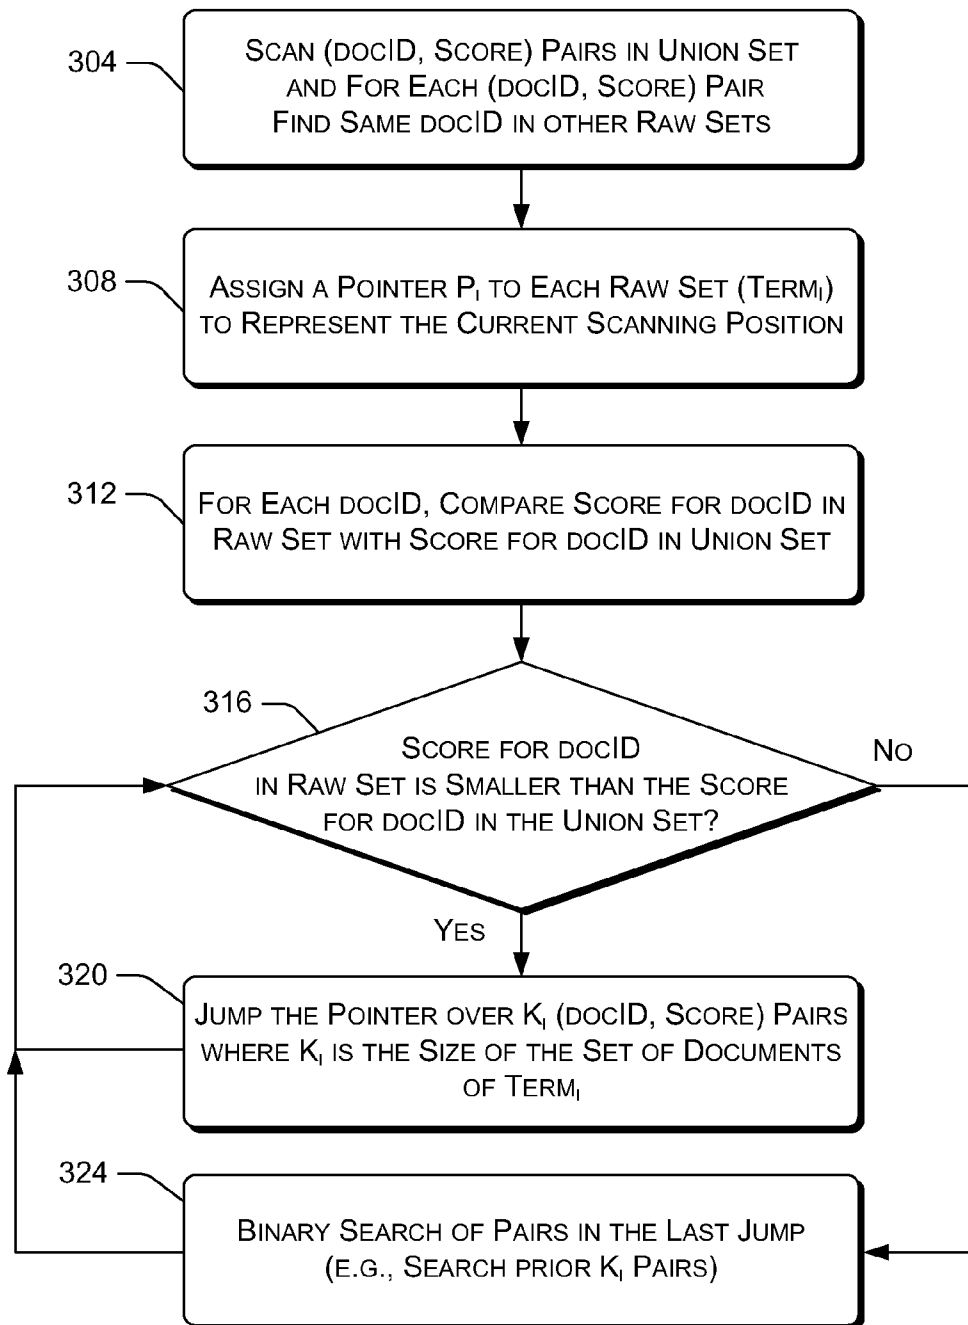 304
SCAN (DOCID, SCORE) PAIRS IN UNION SET
AND FOR EACH (DOCID, SCORE) PAIR
FIND SAME DOCID IN OTHER RAW SETS
308
ASSIGN A POINTER PI TO EACH RAW SET (TERMI)
TO REPRESENT THE CURRENT SCANNING POSITION
312
FOR EACH DOCID, COMPARE SCORE FOR DOCID IN
RAW SET WITH SCORE FOR DOCID IN UNION SET
316
SCORE FOR DOCID
IN RAW SET IS SMALLER THAN THE SCORE
FOR DOCID IN THE UNION SET?
NO
YES
320
JUMP THE POINTER OVER KI (DOCID, SCORE) PAIRS
WHERE KI IS THE SIZE OF THE SET OF DOCUMENTS
OF TERMI
324
BINARY SEARCH OF PAIRS IN THE LAST JUMP
(E.G., SEARCH PRIOR KI PAIRS)